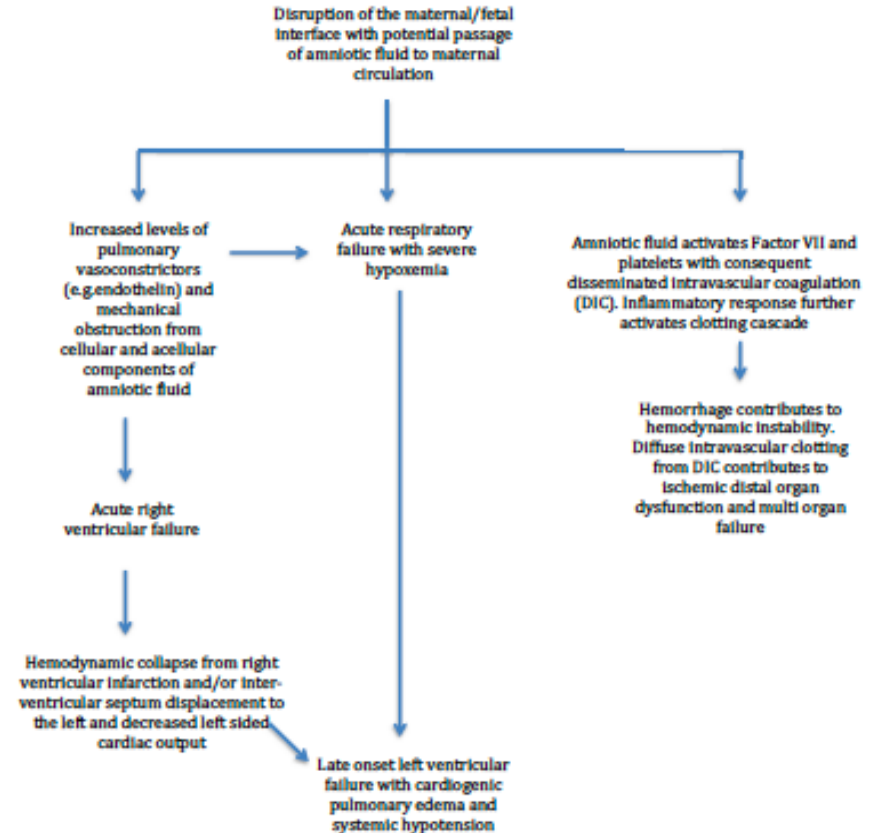 Disruption of the maternal/fetal
interface with potential passage
of amniotic fluid to maternal
circulation
Increased levels of
pulmonary
vasoconstrictors
(e.g.endothelin) and
mechanical
obstruction from
cellular and acellular
components of
amniotic fluid
Acute respiratory
failure with severe
hypoxemia
Amniotic fluid activates Factor VII and
platelets with consequent
disseminated intravascular coagulation
(DIC). Inflammatory response further
activates clotting cascade
Hemorrhage contributes to
hemodynamic instability.
Diffuse intravascular clotting
from DIC contributes to
ischemic distal organ
dysfunction and multi organ
failure
Acute right
ventricular failure
Hemodynamic collapse from right
ventricular infarction and/or inter-
ventricular septum displacement to
the left and decreased left sided
cardiac output
Late onset left ventricular
failure with cardiogenic
pulmonary edema and
systemic hypotension